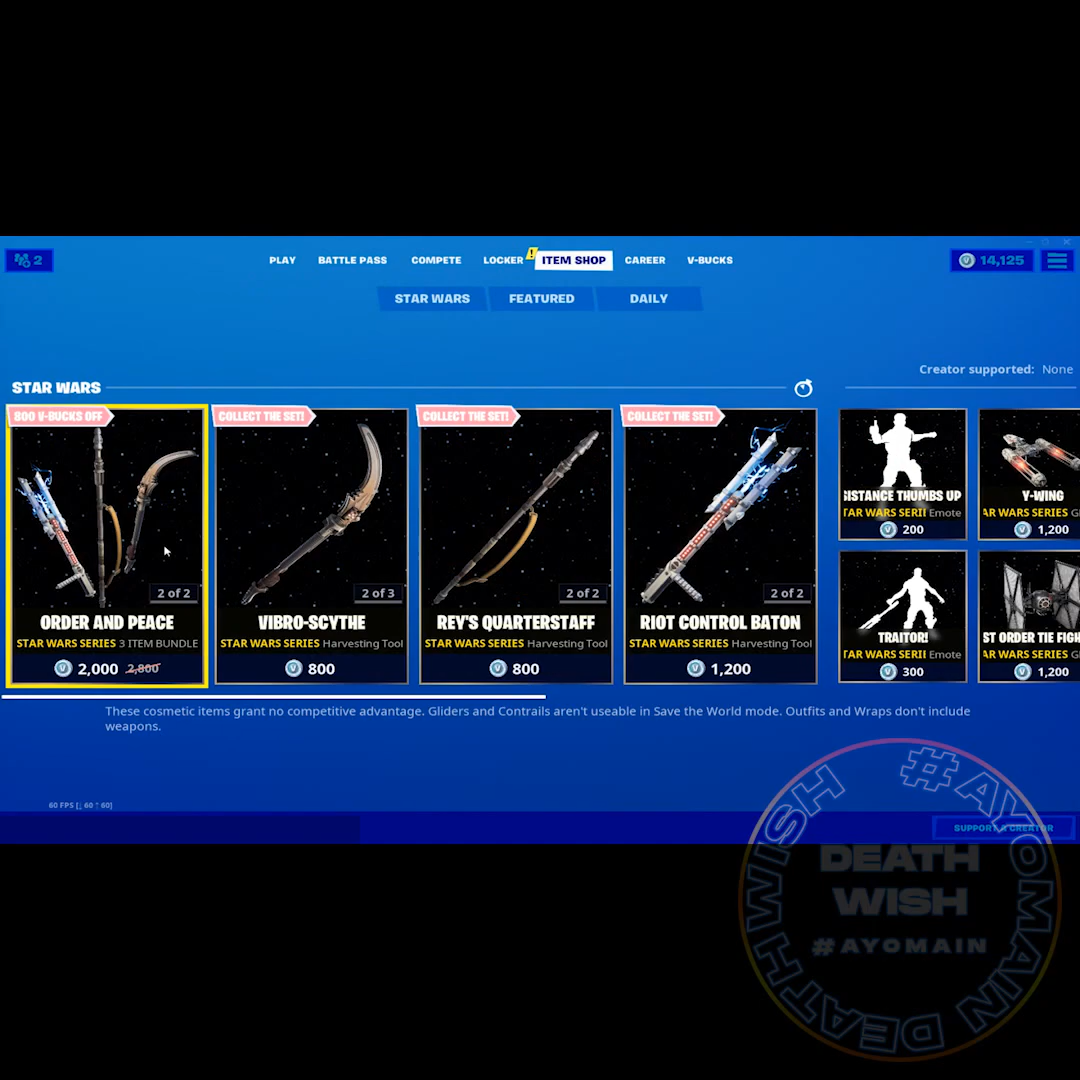 2
PLAY
BATTLE PASS
COMPETE
LOCKER
!
ITEM SHOP
CAREER
V-BUCKS
14,125
STAR WARS
FEATURED
DAILY
Creator supported: None
STAR WARS
800 V-BUCKS OFF
2 of 2
ORDER AND PEACE
STAR WARS SERIES 3 ITEM BUNDLE
2,000 2,800
COLLECT THE SET!
2 of 3
VIBRO-SCYTHE
STAR WARS SERIES Harvesting Tool
800
COLLECT THE SET!
2 of 2
REY'S QUARTERSTAFF
STAR WARS SERIES Harvesting Tool
800
COLLECT THE SET!
2 of 2
RIOT CONTROL BATON
STAR WARS SERIES Harvesting Tool
1,200
ISTANCE THUMBS UP
TAR WARS SERI Emote
200
Y-WING
AR WARS SERIES G
1,200
TRAITOR!
TAR WARS SERI Emote
300
ST ORDER TIE FIGH
AR WARS SERIES G
1,200
These cosmetic items grant no competitive advantage. Gliders and Contrails aren't useable in Save the World mode. Outfits and Wraps don't include
weapons.
60 FPS [ 60 60]
SUPPORT A CREATOR
#AYOMAIN
DEATHWISH
DEATH
WISH
#AYOMAIN